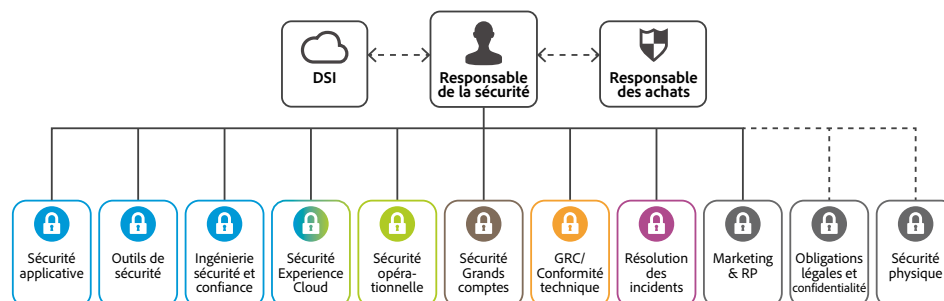 DSI
Responsable
de la sécurité
Responsable
des achats
Sécurité
applicative
Outils de
sécurité
Ingénierie
sécurité et
confiance
Sécurité
Experience
Cloud
Sécurité
opéra-
tionnelle
Sécurité
Grands
comptes
GRC/
Conformité
technique
Résolution
des
incidents
Marketing
& RP
Obligations
légales et
confidentialité
Sécurité
physique